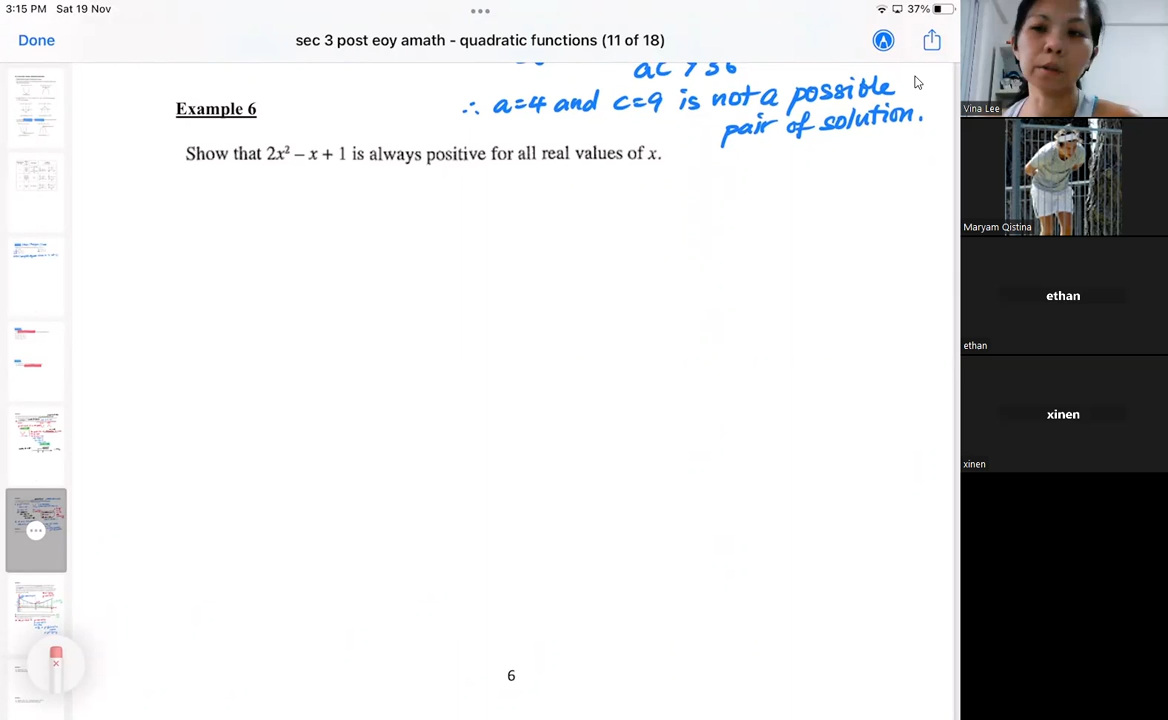 3:15 PM Sat 19 Nov
37%
Done
sec 3 post eoy amath - quadratic functions (11 of 18)
∴ a=4 and c=9 is not a possible
pair of solution.
Example 6
Show that 2x² – x + 1 is always positive for all real values of x.
6
Vina Lee
Maryam Qistina
ethan
ethan
xinen
xinen